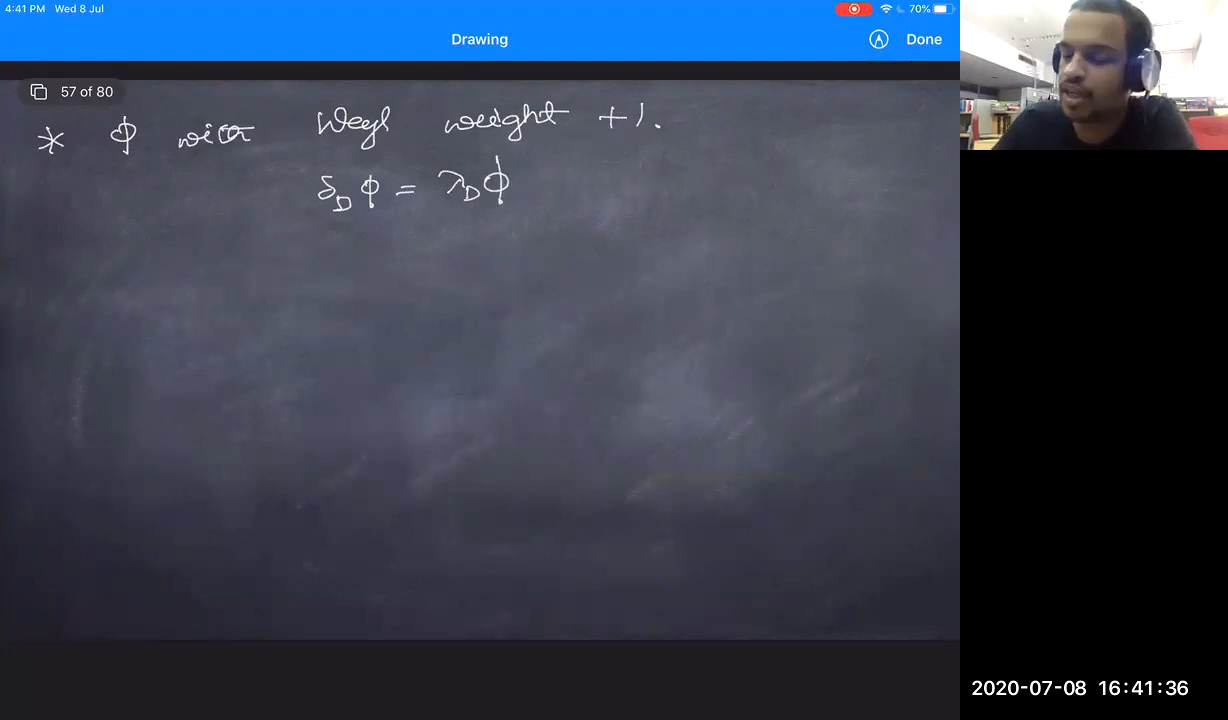 4:41 PM Wed 8 Jul 70%
Drawing Done
57 of 80
* ϕ with Weyl weight +1.
δ_D ϕ = λ_D ϕ
2020-07-08 16:41:36